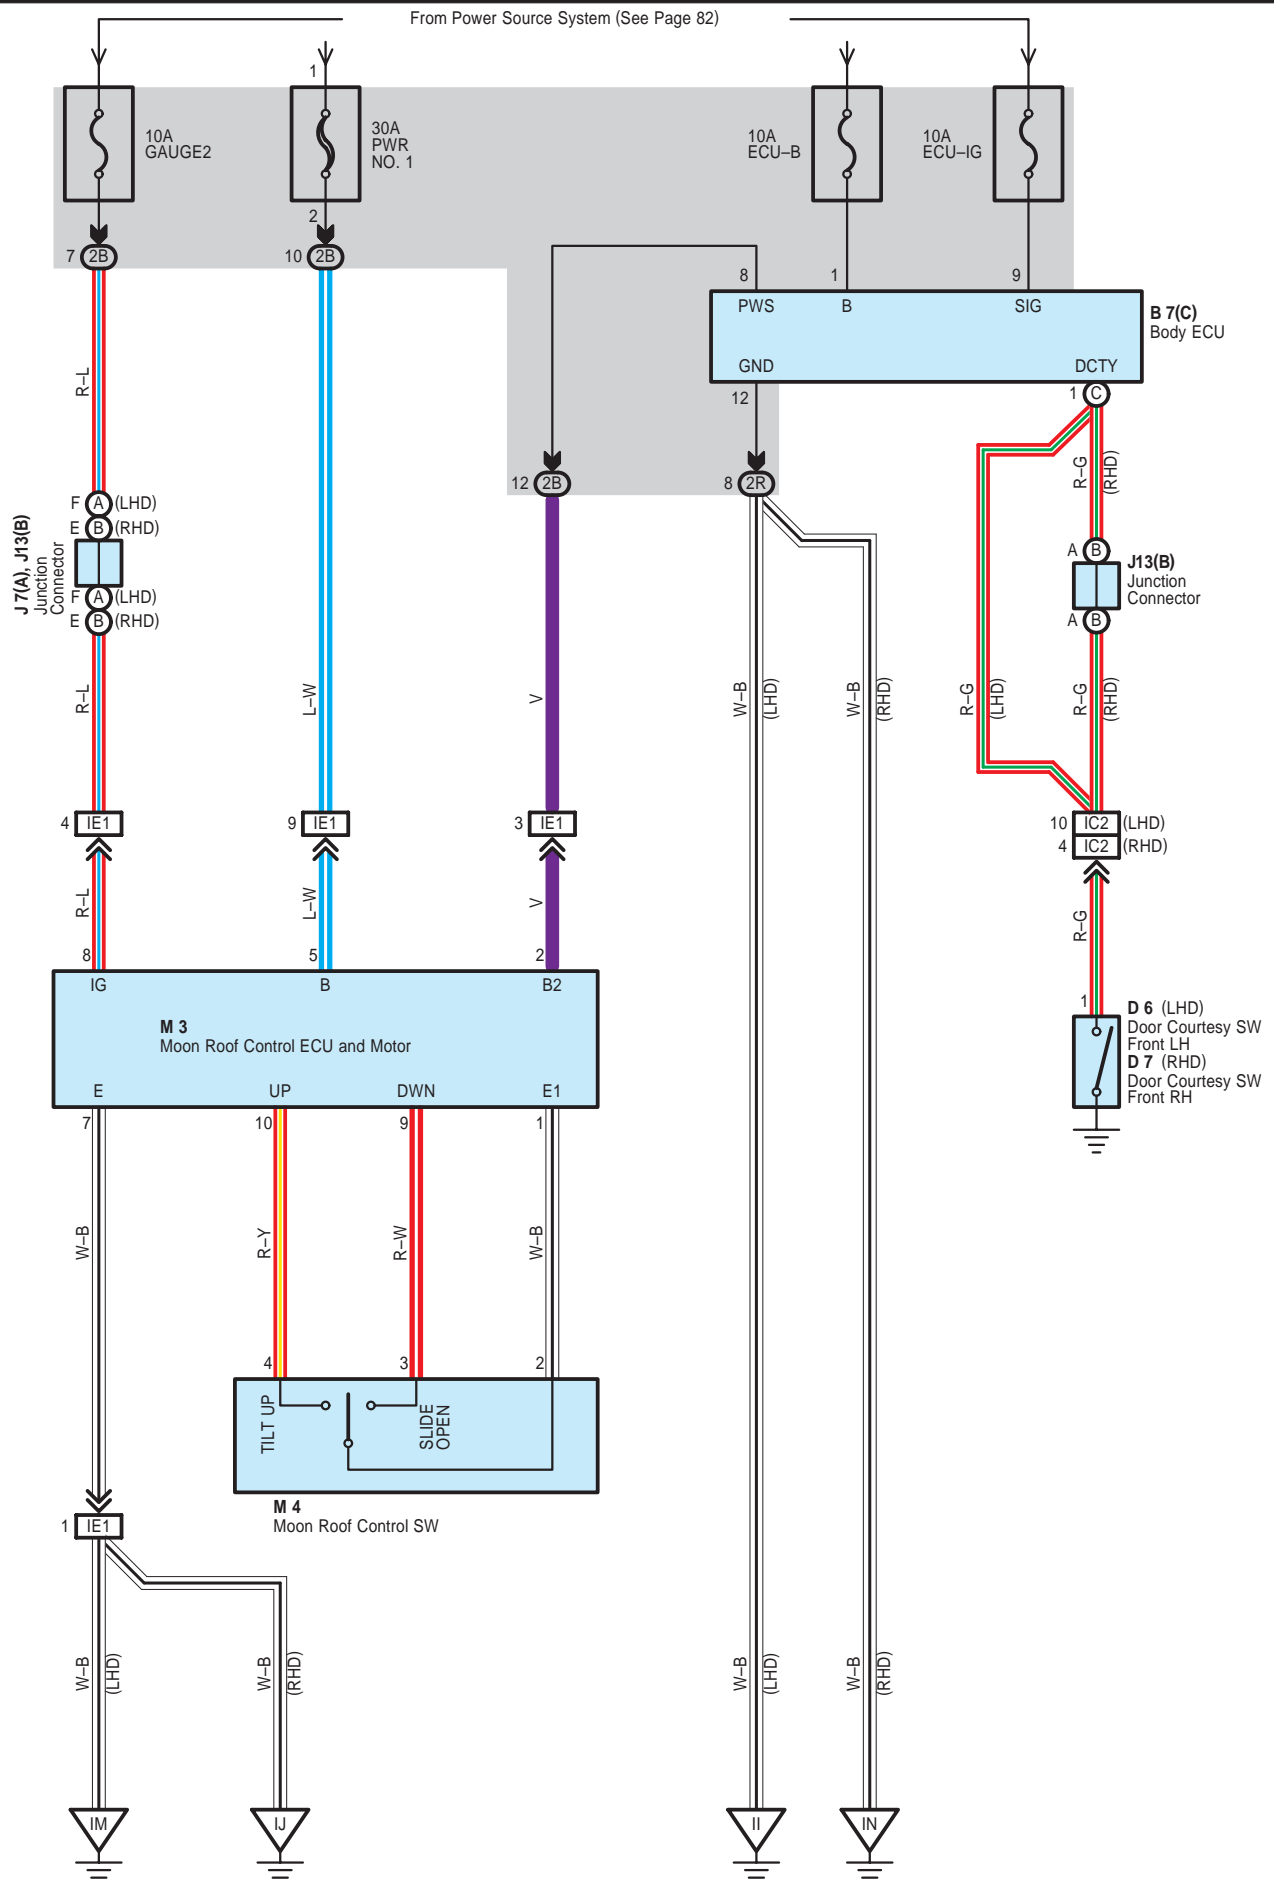 From Power Source System (See Page 82)
1
10A
GAUGE2
30A
PWR
NO. 1
10A
ECU–B
10A
ECU–IG
2
7 2B
10 2B
8
1
9
PWS
B
SIG
B 7(C)
Body ECU
GND
DCTY
12
1 C
R–L
R–G
(RHD)
12 2B
8 2R
F A (LHD)
E B (RHD)
J 7(A), J13(B)
Junction
Connector
F A (LHD)
E B (RHD)
A B
J13(B)
Junction
Connector
A B
R–L
L–W
V
W–B
(LHD)
W–B
(RHD)
R–G
(LHD)
R–G
(RHD)
4 IE1
9 IE1
3 IE1
10 IC2 (LHD)
4 IC2 (RHD)
R–L
L–W
V
R–G
8
5
2
IG
B
B2
1
M 3
Moon Roof Control ECU and Motor
D 6 (LHD)
Door Courtesy SW
Front LH
D 7 (RHD)
Door Courtesy SW
Front RH
E
UP
DWN
E1
7
10
9
1
W–B
R–Y
R–W
W–B
4
3
2
TILT UP
SLIDE
OPEN
M 4
Moon Roof Control SW
1 IE1
W–B
(LHD)
W–B
(RHD)
W–B
(LHD)
W–B
(RHD)
IM
IJ
II
IN